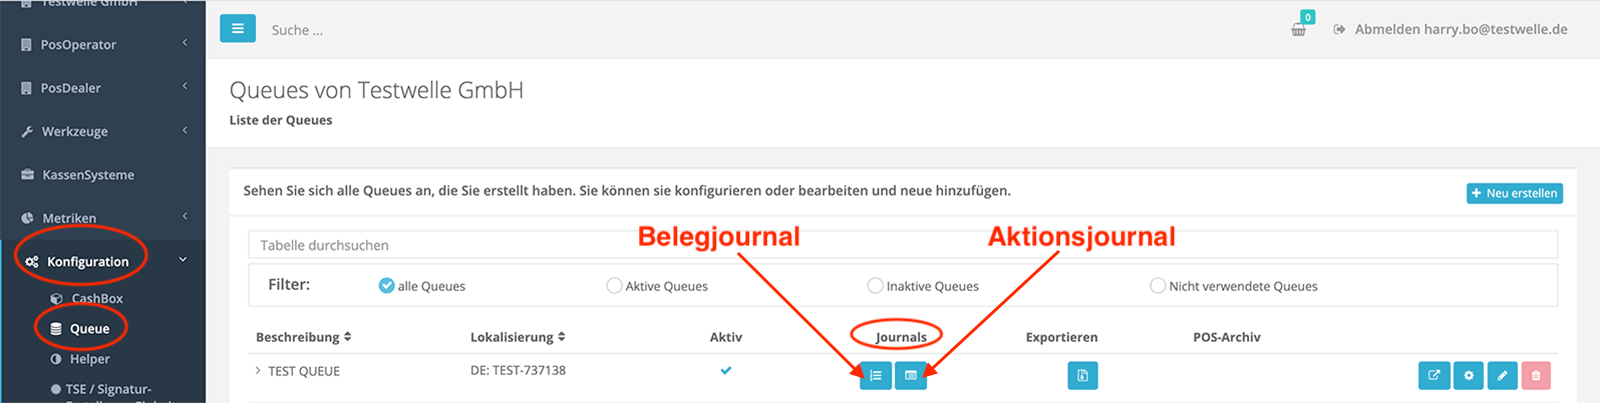 Testwelle GmbH
PosOperator
PosDealer
Werkzeuge
KassenSysteme
Metriken
Konfiguration
CashBox
Queue
Helper
TSE / Signatur-
Suche ...
0
Abmelden harry.bo@testwelle.de
Queues von Testwelle GmbH
Liste der Queues
Sehen Sie sich alle Queues an, die Sie erstellt haben. Sie können sie konfigurieren oder bearbeiten und neue hinzufügen.
+ Neu erstellen
Tabelle durchsuchen
Belegjournal
Aktionsjournal
Filter: alle Queues Aktive Queues Inaktive Queues Nicht verwendete Queues
Beschreibung Lokalisierung Aktiv Journals Exportieren POS-Archiv
TEST QUEUE DE: TEST-737138